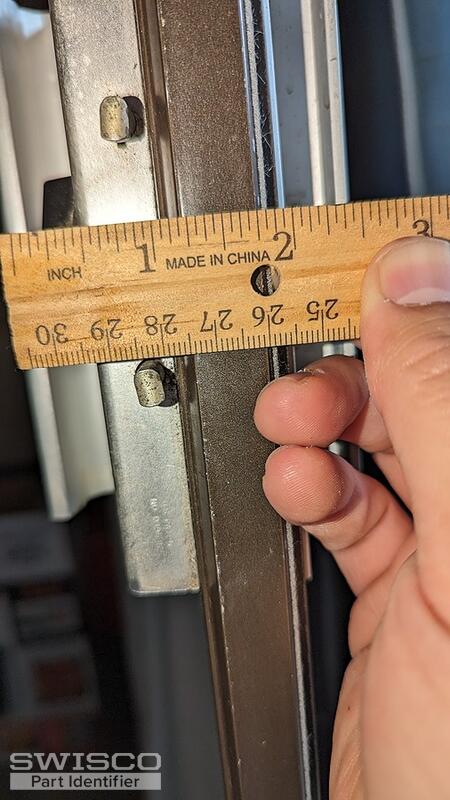 1 2 3
INCH MADE IN CHINA
30 29 28 27 26 25
SWISCO
Part Identifier